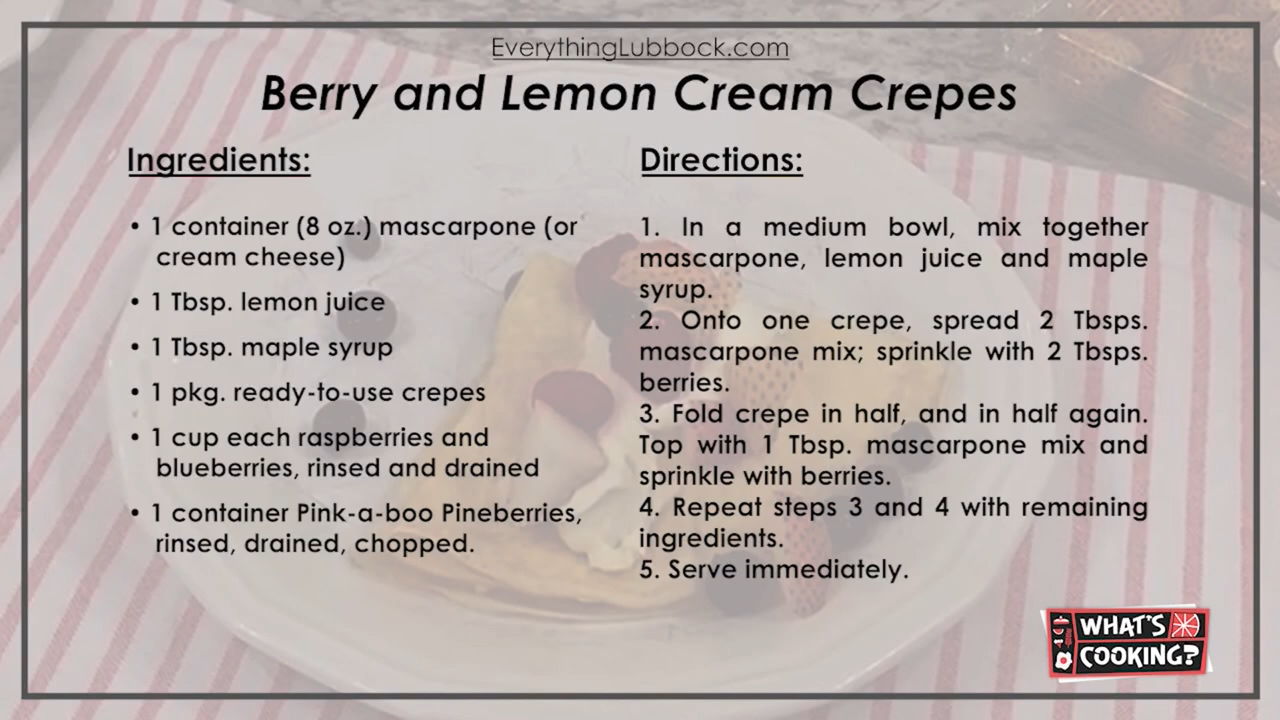 EverythingLubbock.com
Berry and Lemon Cream Crepes
Ingredients:
• 1 container (8 oz.) mascarpone (or
cream cheese)
• 1 Tbsp. lemon juice
• 1 Tbsp. maple syrup
• 1 pkg. ready-to-use crepes
• 1 cup each raspberries and
blueberries, rinsed and drained
• 1 container Pink-a-boo Pineberries,
rinsed, drained, chopped.
Directions:
1. In a medium bowl, mix together
mascarpone, lemon juice and maple
syrup.
2. Onto one crepe, spread 2 Tbsps.
mascarpone mix; sprinkle with 2 Tbsps.
berries.
3. Fold crepe in half, and in half again.
Top with 1 Tbsp. mascarpone mix and
sprinkle with berries.
4. Repeat steps 3 and 4 with remaining
ingredients.
5. Serve immediately.
WHAT'S
COOKING?